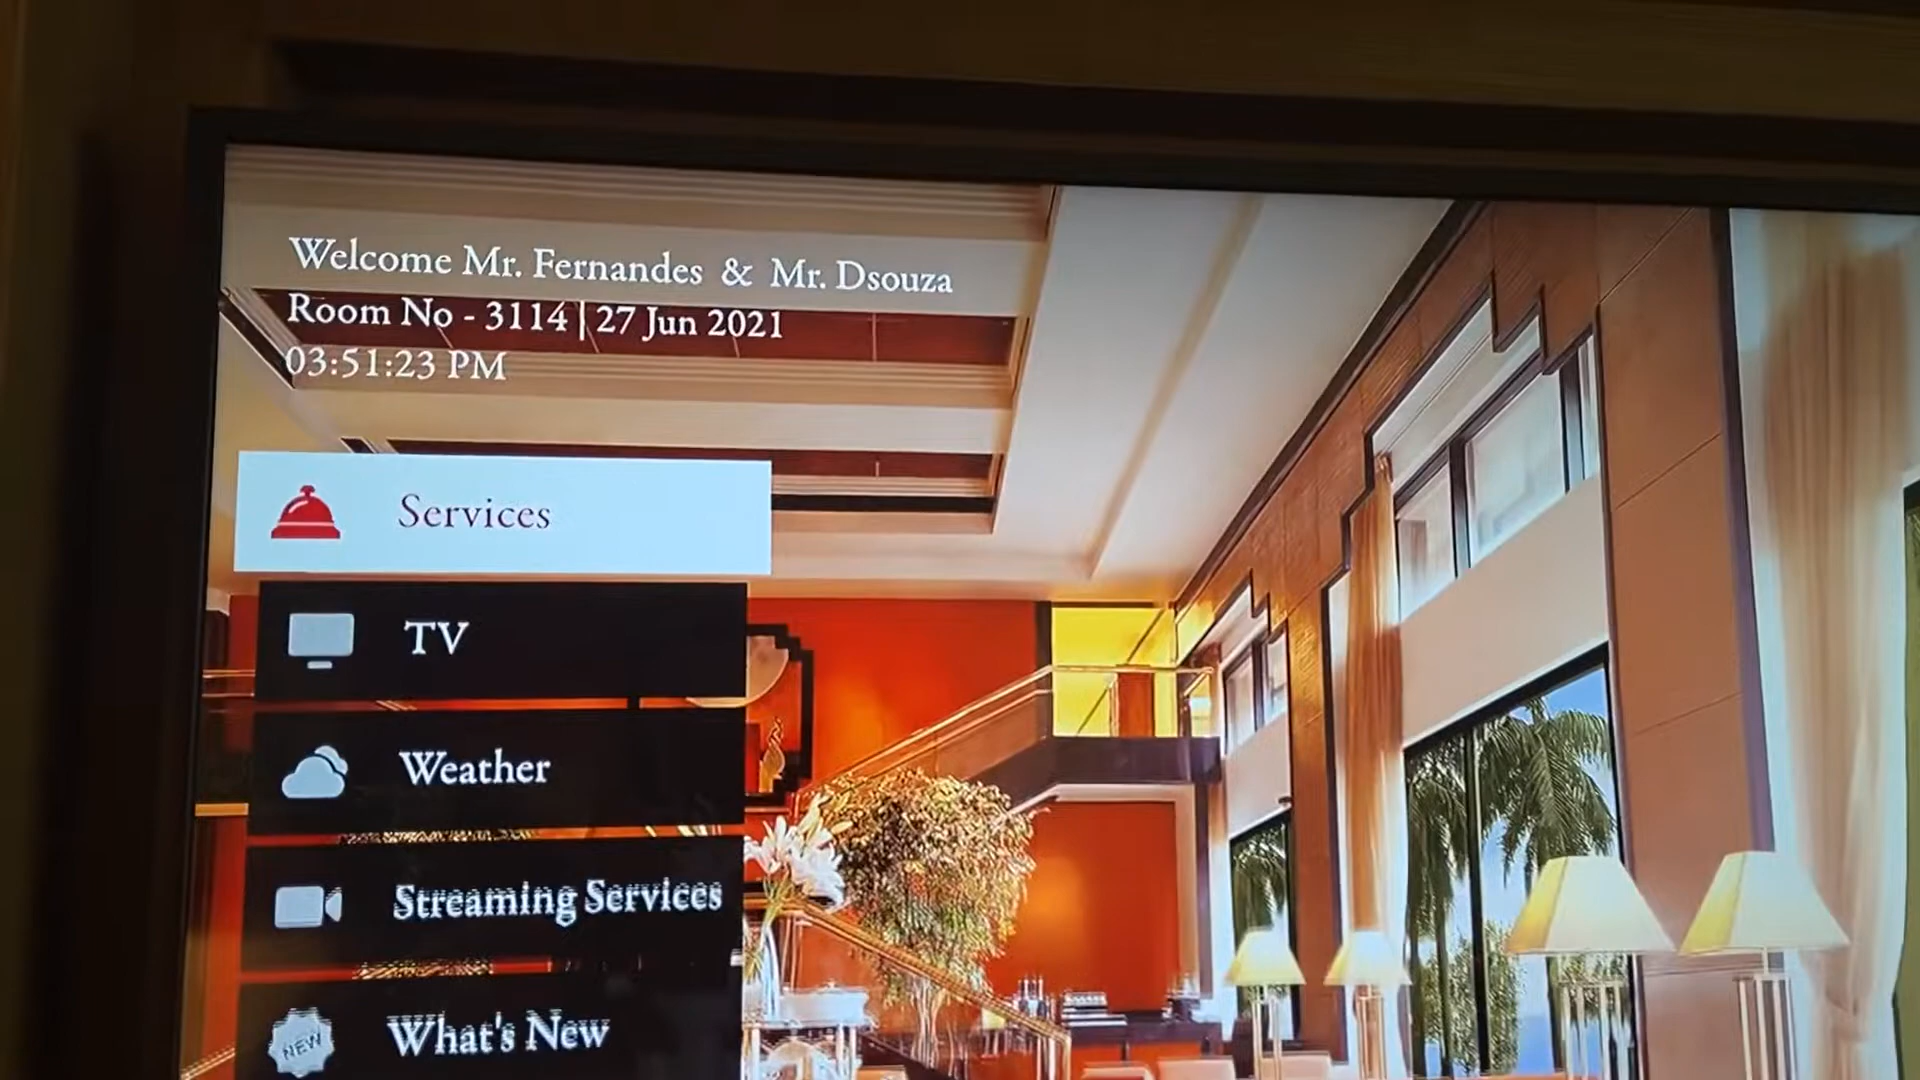 Welcome Mr. Fernandes & Mr. Dsouza
Room No - 3114 | 27 Jun 2021
03:51:23 PM
Services
TV
Weather
Streaming Services
NEW
What's New